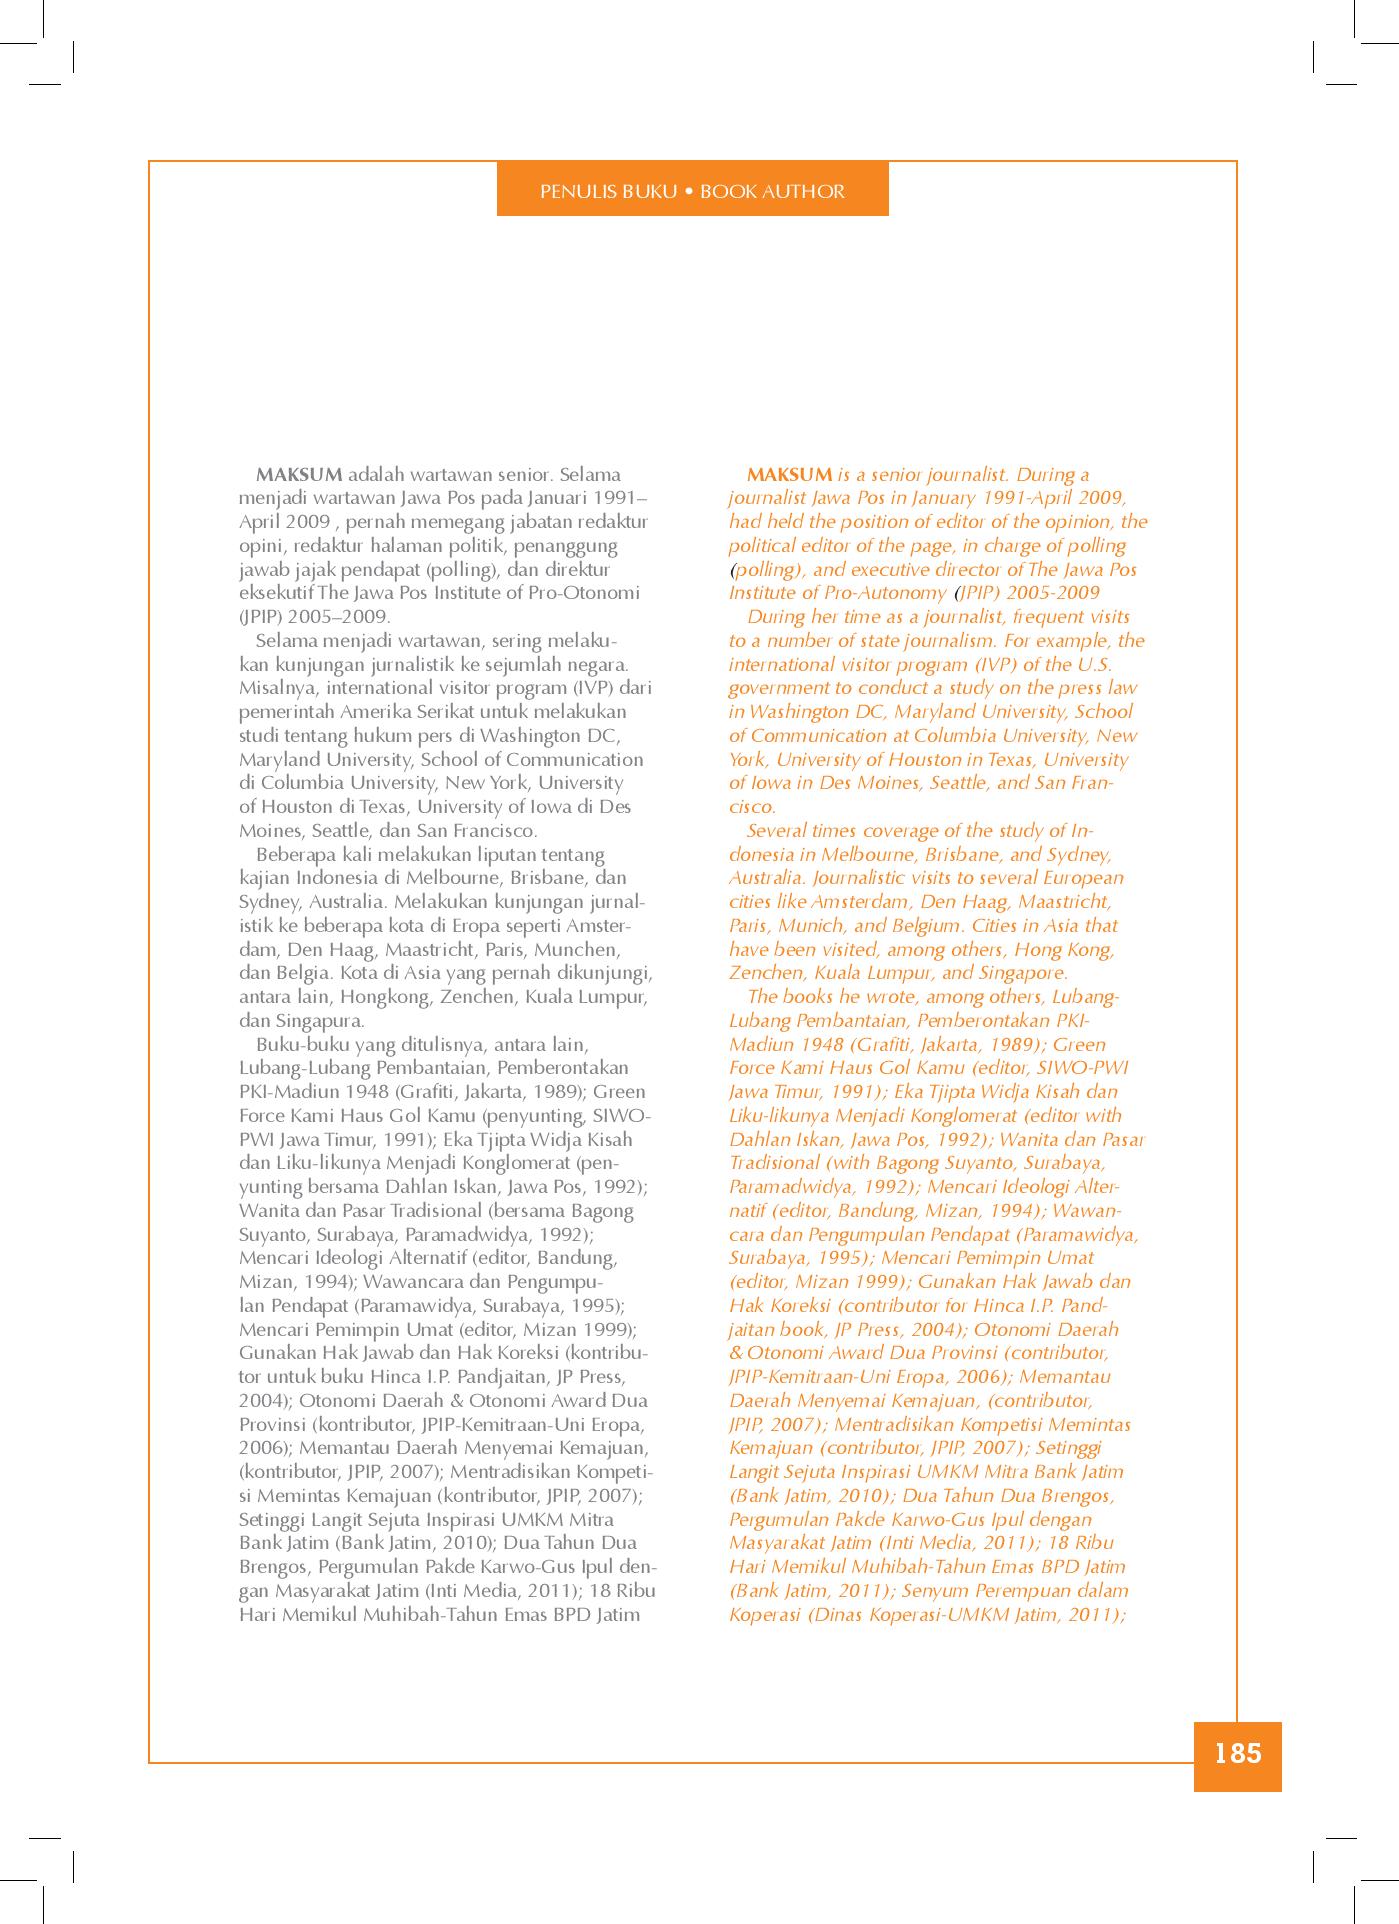 PENULIS BUKU • BOOK AUTHOR
MAKSUM adalah wartawan senior. Selama
menjadi wartawan Jawa Pos pada Januari 1991–
April 2009 , pernah memegang jabatan redaktur
opini, redaktur halaman politik, penanggung
jawab jajak pendapat (polling), dan direktur
eksekutif The Jawa Pos Institute of Pro-Otonomi
(JPIP) 2005–2009.
Selama menjadi wartawan, sering melaku-
kan kunjungan jurnalistik ke sejumlah negara.
Misalnya, international visitor program (IVP) dari
pemerintah Amerika Serikat untuk melakukan
studi tentang hukum pers di Washington DC,
Maryland University, School of Communication
di Columbia University, New York, University
of Houston di Texas, University of Iowa di Des
Moines, Seattle, dan San Francisco.
Beberapa kali melakukan liputan tentang
kajian Indonesia di Melbourne, Brisbane, dan
Sydney, Australia. Melakukan kunjungan jurnal-
istik ke beberapa kota di Eropa seperti Amster-
dam, Den Haag, Maastricht, Paris, Munchen,
dan Belgia. Kota di Asia yang pernah dikunjungi,
antara lain, Hongkong, Zenchen, Kuala Lumpur,
dan Singapura.
Buku-buku yang ditulisnya, antara lain,
Lubang-Lubang Pembantaian, Pemberontakan
PKI-Madiun 1948 (Grafiti, Jakarta, 1989); Green
Force Kami Haus Gol Kamu (penyunting, SIWO-
PWI Jawa Timur, 1991); Eka Tjipta Widja Kisah
dan Liku-likunya Menjadi Konglomerat (pen-
yunting bersama Dahlan Iskan, Jawa Pos, 1992);
Wanita dan Pasar Tradisional (bersama Bagong
Suyanto, Surabaya, Paramadwidya, 1992);
Mencari Ideologi Alternatif (editor, Bandung,
Mizan, 1994); Wawancara dan Pengumpu-
lan Pendapat (Paramawidya, Surabaya, 1995);
Mencari Pemimpin Umat (editor, Mizan 1999);
Gunakan Hak Jawab dan Hak Koreksi (kontribu-
tor untuk buku Hinca I.P. Pandjaitan, JP Press,
2004); Otonomi Daerah & Otonomi Award Dua
Provinsi (kontributor, JPIP-Kemitraan-Uni Eropa,
2006); Memantau Daerah Menyemai Kemajuan,
(kontributor, JPIP, 2007); Mentradisikan Kompeti-
si Memintas Kemajuan (kontributor, JPIP, 2007);
Setinggi Langit Sejuta Inspirasi UMKM Mitra
Bank Jatim (Bank Jatim, 2010); Dua Tahun Dua
Brengos, Pergumulan Pakde Karwo-Gus Ipul den-
gan Masyarakat Jatim (Inti Media, 2011); 18 Ribu
Hari Memikul Muhibah-Tahun Emas BPD Jatim
MAKSUM is a senior journalist. During a
journalist Jawa Pos in January 1991-April 2009,
had held the position of editor of the opinion, the
political editor of the page, in charge of polling
(polling), and executive director of The Jawa Pos
Institute of Pro-Autonomy (JPIP) 2005-2009
During her time as a journalist, frequent visits
to a number of state journalism. For example, the
international visitor program (IVP) of the U.S.
government to conduct a study on the press law
in Washington DC, Maryland University, School
of Communication at Columbia University, New
York, University of Houston in Texas, University
of Iowa in Des Moines, Seattle, and San Fran-
cisco.
Several times coverage of the study of In-
donesia in Melbourne, Brisbane, and Sydney,
Australia. Journalistic visits to several European
cities like Amsterdam, Den Haag, Maastricht,
Paris, Munich, and Belgium. Cities in Asia that
have been visited, among others, Hong Kong,
Zenchen, Kuala Lumpur, and Singapore.
The books he wrote, among others, Lubang-
Lubang Pembantaian, Pemberontakan PKI-
Madiun 1948 (Grafiti, Jakarta, 1989); Green
Force Kami Haus Gol Kamu (editor, SIWO-PWI
Jawa Timur, 1991); Eka Tjipta Widja Kisah dan
Liku-likunya Menjadi Konglomerat (editor with
Dahlan Iskan, Jawa Pos, 1992); Wanita dan Pasar
Tradisional (with Bagong Suyanto, Surabaya,
Paramadwidya, 1992); Mencari Ideologi Alter-
natif (editor, Bandung, Mizan, 1994); Wawan-
cara dan Pengumpulan Pendapat (Paramawidya,
Surabaya, 1995); Mencari Pemimpin Umat
(editor, Mizan 1999); Gunakan Hak Jawab dan
Hak Koreksi (contributor for Hinca I.P. Pand-
jaitan book, JP Press, 2004); Otonomi Daerah
& Otonomi Award Dua Provinsi (contributor,
JPIP-Kemitraan-Uni Eropa, 2006); Memantau
Daerah Menyemai Kemajuan, (contributor,
JPIP, 2007); Mentradisikan Kompetisi Memintas
Kemajuan (contributor, JPIP, 2007); Setinggi
Langit Sejuta Inspirasi UMKM Mitra Bank Jatim
(Bank Jatim, 2010); Dua Tahun Dua Brengos,
Pergumulan Pakde Karwo-Gus Ipul dengan
Masyarakat Jatim (Inti Media, 2011); 18 Ribu
Hari Memikul Muhibah-Tahun Emas BPD Jatim
(Bank Jatim, 2011); Senyum Perempuan dalam
Koperasi (Dinas Koperasi-UMKM Jatim, 2011);
185